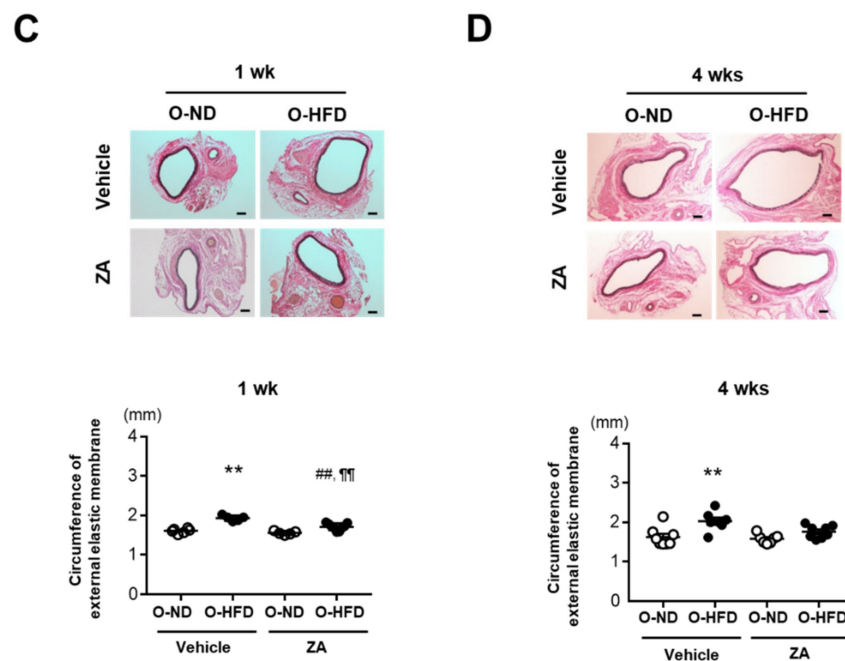 C
1 wk
O-ND O-HFD
Vehicle
ZA
1 wk
(mm)
Circumference of
external elastic membrane
4
3
2
1
0
**
##, ¶¶
O-ND O-HFD O-ND O-HFD
Vehicle ZA
D
4 wks
O-ND O-HFD
Vehicle
ZA
4 wks
(mm)
Circumference of
external elastic membrane
4
3
2
1
0
**
O-ND O-HFD O-ND O-HFD
Vehicle ZA